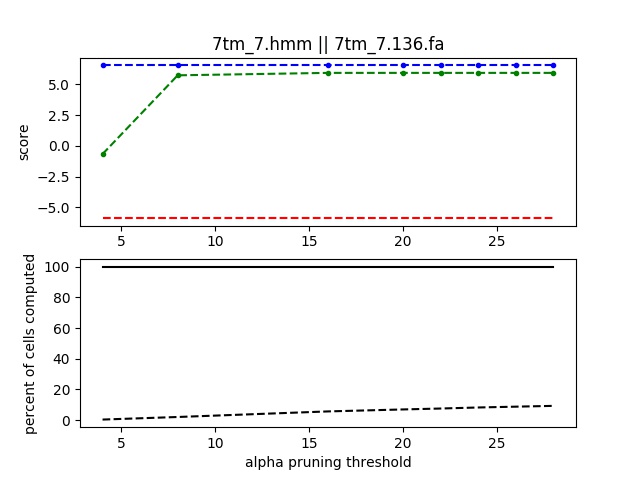 7tm_7.hmm || 7tm_7.136.fa
score
5.0
2.5
0.0
−2.5
−5.0
5 10 15 20 25
percent of cells computed
100
80
60
40
20
0
5 10 15 20 25
alpha pruning threshold